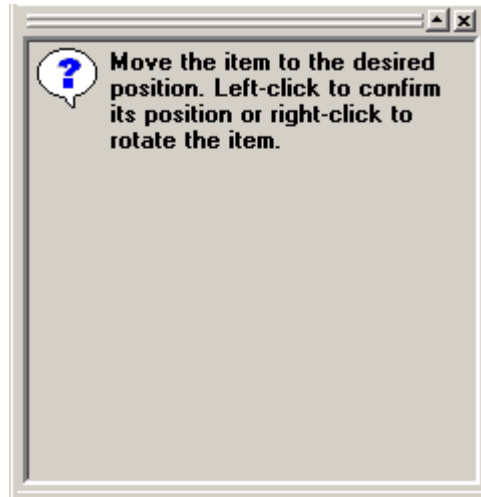 Move the item to the desired
position. Left-click to confirm
its position or right-click to
rotate the item.